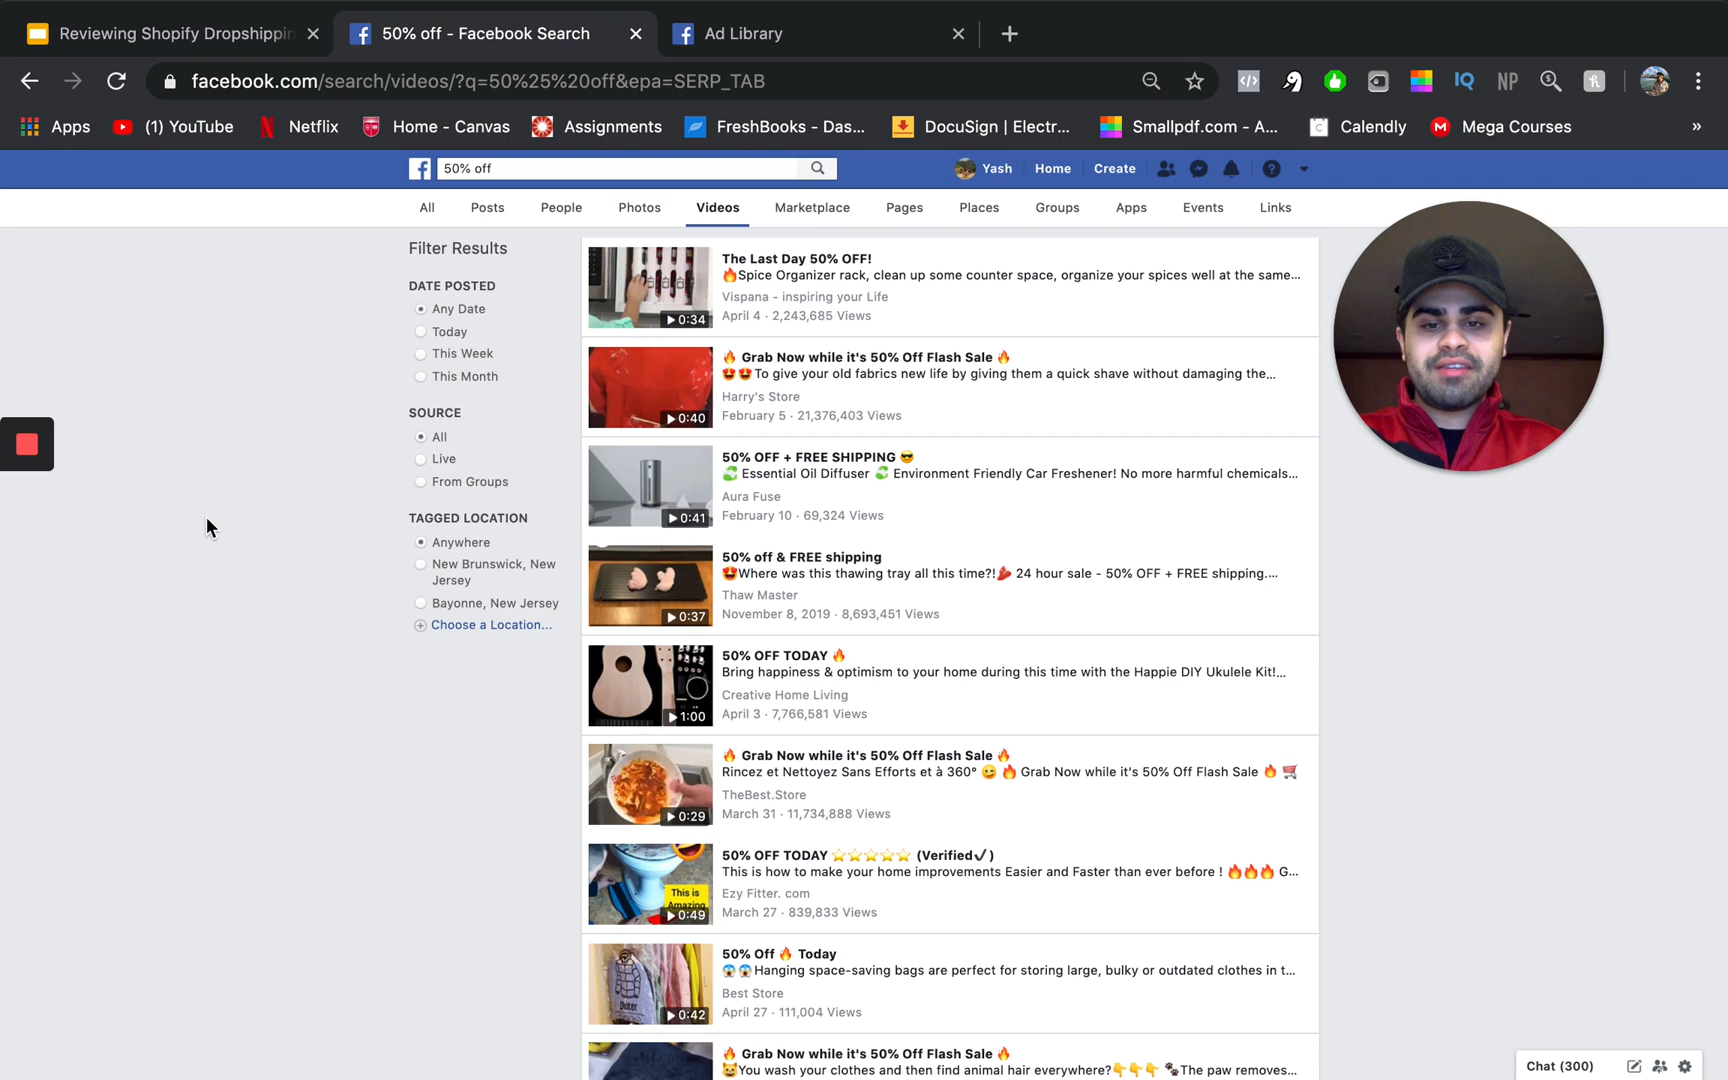 Reviewing Shopify Dropshippin
50% off - Facebook Search
Ad Library
facebook.com/search/videos/?q=50%25%20off&epa=SERP_TAB
Apps
(1) YouTube
Netflix
Home - Canvas
Assignments
FreshBooks - Das...
DocuSign | Electr...
Smallpdf.com - A...
Calendly
Mega Courses
»
50% off
Yash
Home
Create
All
Posts
People
Photos
Videos
Marketplace
Pages
Places
Groups
Apps
Events
Links
Filter Results
DATE POSTED
Any Date
Today
This Week
This Month
SOURCE
All
Live
From Groups
TAGGED LOCATION
Anywhere
New Brunswick, New
Jersey
Bayonne, New Jersey
Choose a Location...
The Last Day 50% OFF!
🔥Spice Organizer rack, clean up some counter space, organize your spices well at the same...
Vispana - inspiring your Life
April 4 · 2,243,685 Views
0:34
🔥 Grab Now while it's 50% Off Flash Sale 🔥
😍😍To give your old fabrics new life by giving them a quick shave without damaging the...
Harry's Store
February 5 · 21,376,403 Views
0:40
50% OFF + FREE SHIPPING 😎
Essential Oil Diffuser Environment Friendly Car Freshener! No more harmful chemicals...
Aura Fuse
February 10 · 69,324 Views
0:41
50% off & FREE shipping
😍Where was this thawing tray all this time?!🌶 24 hour sale - 50% OFF + FREE shipping....
Thaw Master
November 8, 2019 · 8,693,451 Views
0:37
50% OFF TODAY 🔥
Bring happiness & optimism to your home during this time with the Happie DIY Ukulele Kit!...
Creative Home Living
April 3 · 7,766,581 Views
1:00
🔥 Grab Now while it's 50% Off Flash Sale 🔥
Rincez et Nettoyez Sans Efforts et à 360° 😉 🔥 Grab Now while it's 50% Off Flash Sale 🔥 🛒
TheBest.Store
March 31 · 11,734,888 Views
0:29
50% OFF TODAY ⭐⭐⭐⭐⭐ (Verified✔)
This is how to make your home improvements Easier and Faster than ever before ! 🔥🔥🔥 G...
Ezy Fitter. com
March 27 · 839,833 Views
This is
Amazing
0:49
50% Off 🔥 Today
😱😱Hanging space-saving bags are perfect for storing large, bulky or outdated clothes in t...
Best Store
April 27 · 111,004 Views
Outer
0:42
🔥 Grab Now while it's 50% Off Flash Sale 🔥
😺You wash your clothes and then find animal hair everywhere?👇👇👇 🐾The paw removes...
Chat (300)
IQ
NP